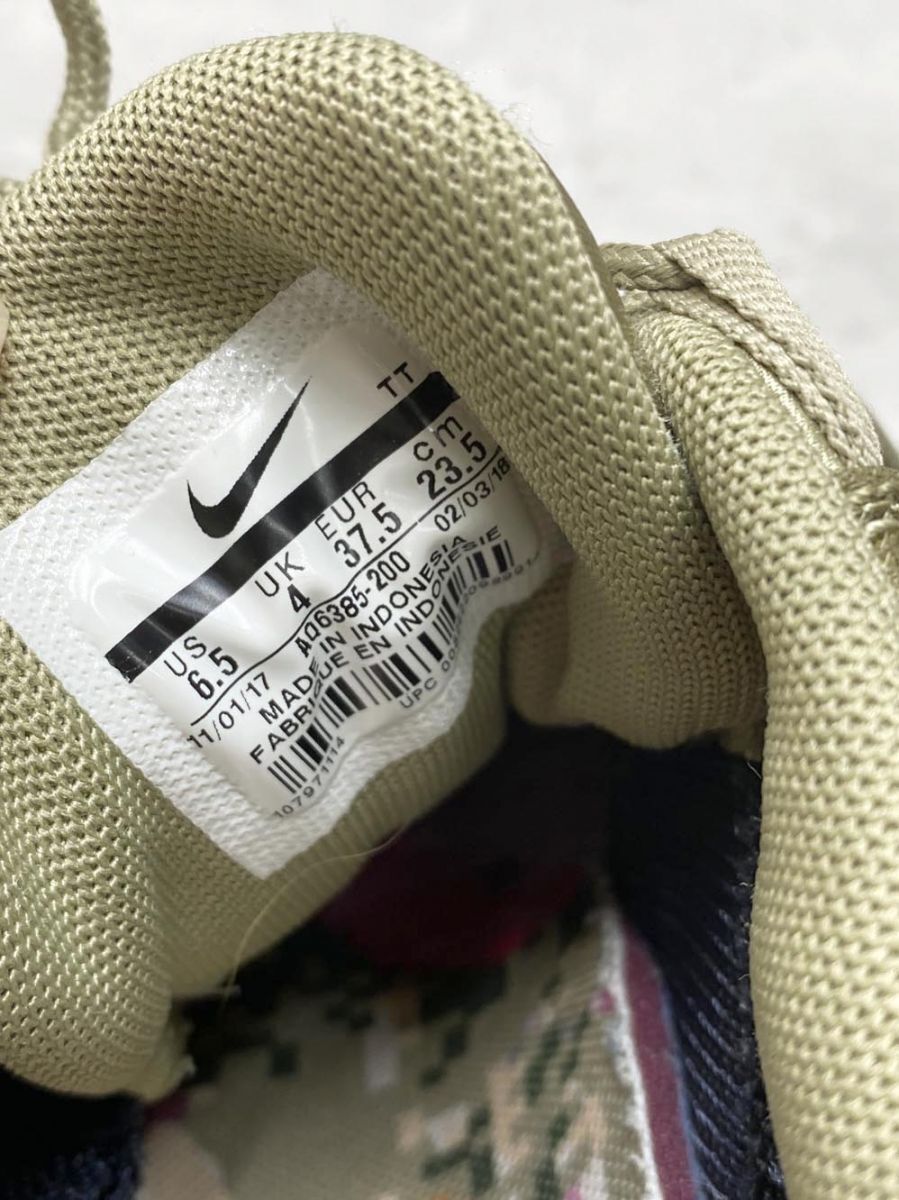 TT
US UK EUR cm
6.5 4 37.5 23.5
11/01/17 AQ6385-200 02/03/18
MADE IN INDONESIA
FABRIQUE EN INDONESIE
UPC
107971114